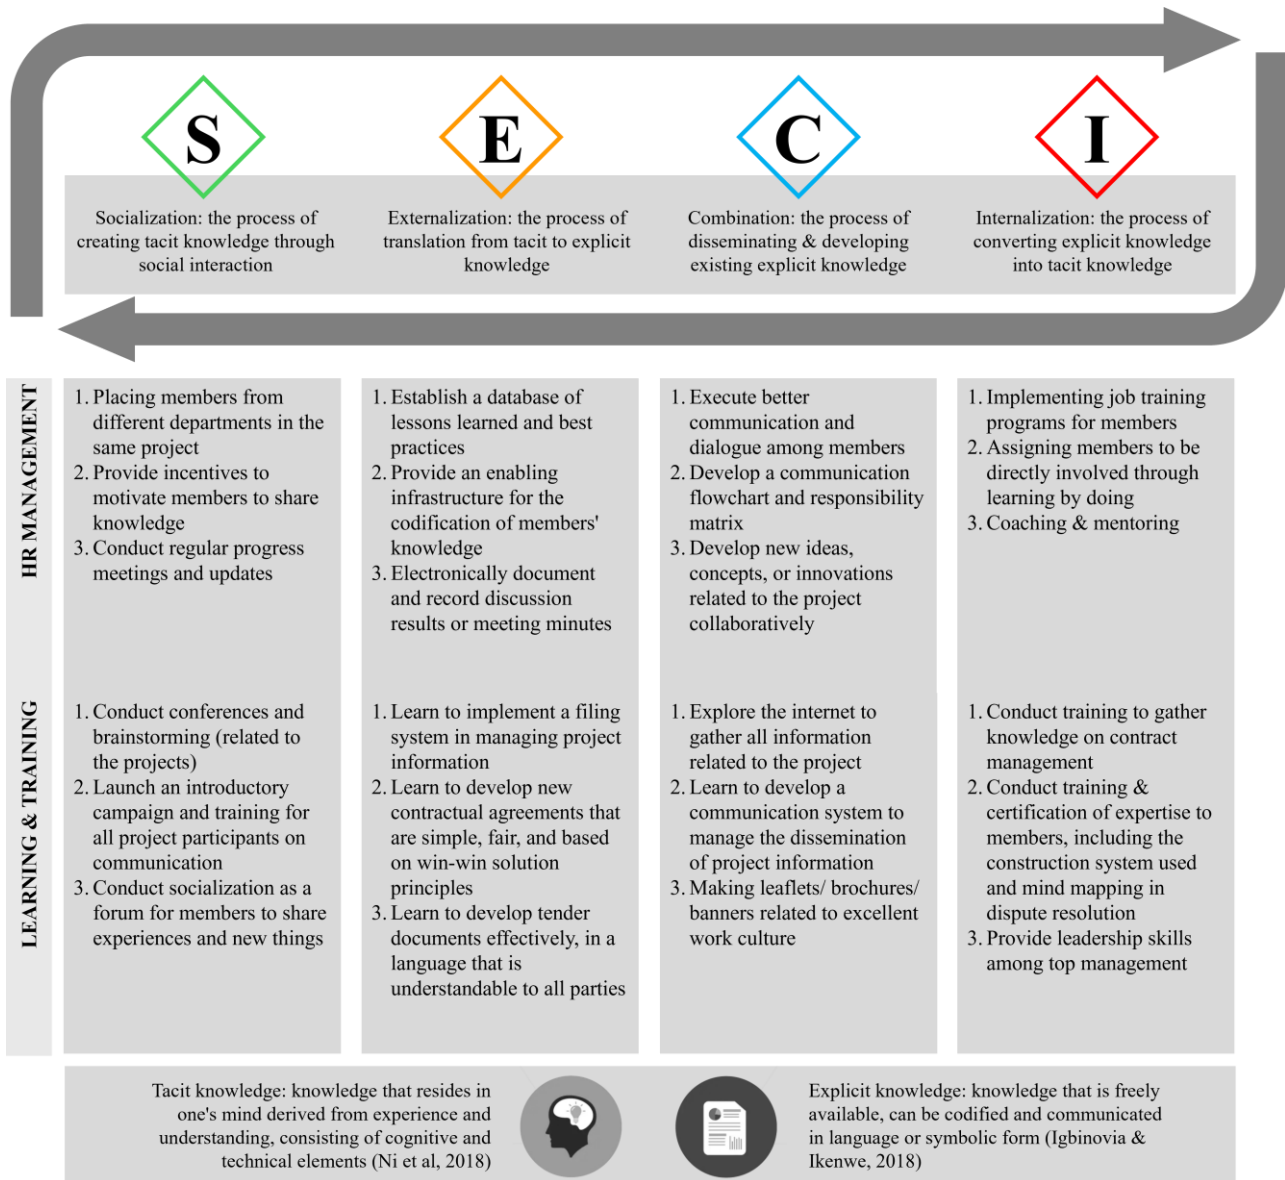 S
E
C
I
Socialization: the process of
creating tacit knowledge through
social interaction
Externalization: the process of
translation from tacit to explicit
knowledge
Combination: the process of
disseminating & developing
existing explicit knowledge
Internalization: the process of
converting explicit knowledge
into tacit knowledge
HR MANAGEMENT
1. Placing members from
different departments in the
same project
2. Provide incentives to
motivate members to share
knowledge
3. Conduct regular progress
meetings and updates
1. Establish a database of
lessons learned and best
practices
2. Provide an enabling
infrastructure for the
codification of members'
knowledge
3. Electronically document
and record discussion
results or meeting minutes
1. Execute better
communication and
dialogue among members
2. Develop a communication
flowchart and responsibility
matrix
3. Develop new ideas,
concepts, or innovations
related to the project
collaboratively
1. Implementing job training
programs for members
2. Assigning members to be
directly involved through
learning by doing
3. Coaching & mentoring
LEARNING & TRAINING
1. Conduct conferences and
brainstorming (related to
the projects)
2. Launch an introductory
campaign and training for
all project participants on
communication
3. Conduct socialization as a
forum for members to share
experiences and new things
1. Learn to implement a filing
system in managing project
information
2. Learn to develop new
contractual agreements that
are simple, fair, and based
on win-win solution
principles
3. Learn to develop tender
documents effectively, in a
language that is
understandable to all parties
1. Explore the internet to
gather all information
related to the project
2. Learn to develop a
communication system to
manage the dissemination
of project information
3. Making leaflets/ brochures/
banners related to excellent
work culture
1. Conduct training to gather
knowledge on contract
management
2. Conduct training &
certification of expertise to
members, including the
construction system used
and mind mapping in
dispute resolution
3. Provide leadership skills
among top management
Tacit knowledge: knowledge that resides in
one's mind derived from experience and
understanding, consisting of cognitive and
technical elements (Ni et al, 2018)
Explicit knowledge: knowledge that is freely
available, can be codified and communicated
in language or symbolic form (Igbinovia &
Ikenwe, 2018)